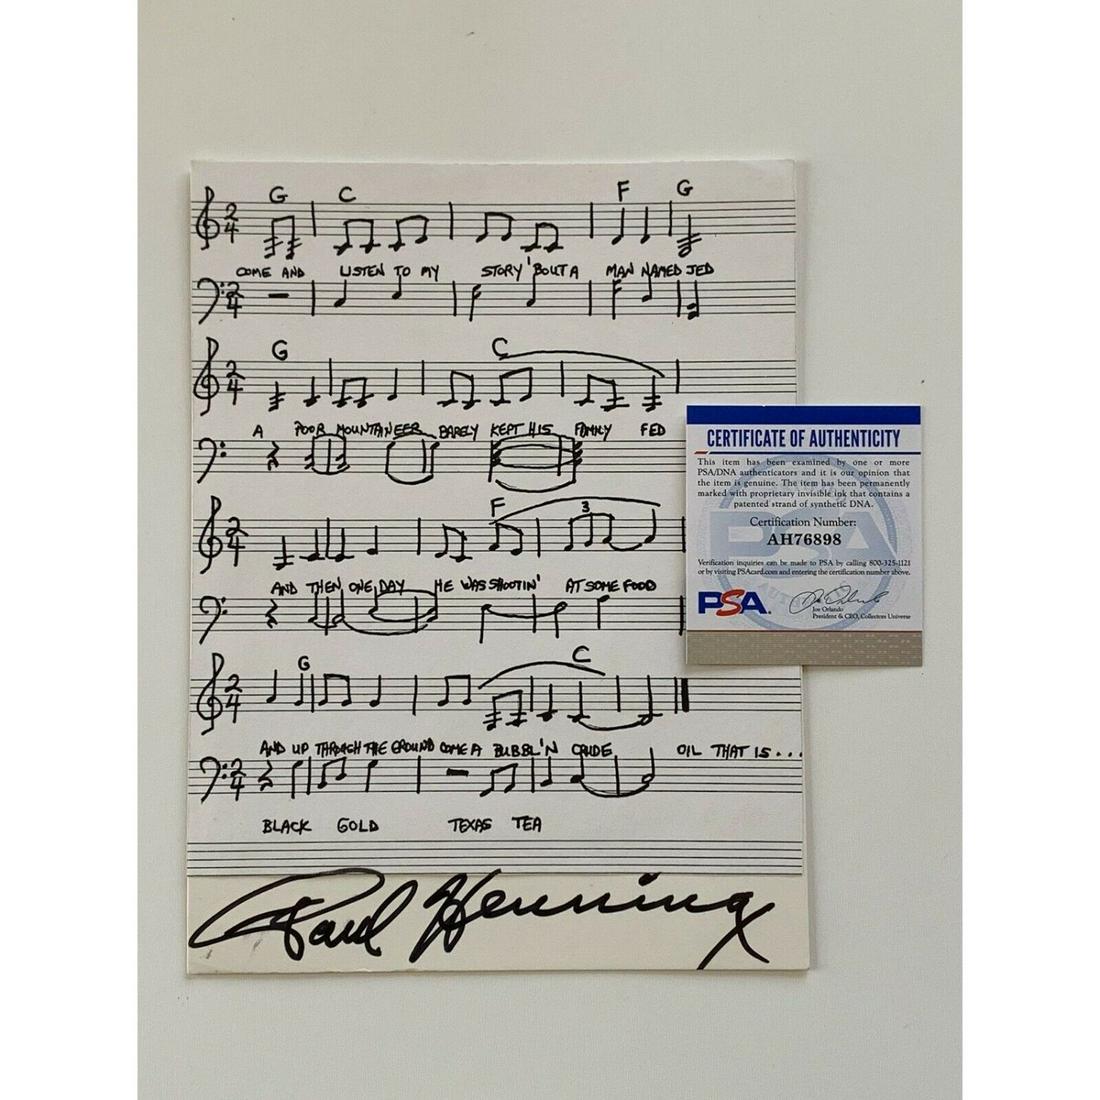 G C F G
COME AND LISTEN TO MY STORY 'BOUT A MAN NAMED JED
G C
A POOR MOUNTAINEER BARELY KEPT HIS FAMILY FED
F
3
AND THEN ONE DAY HE WAS SHOOTIN' AT SOME FOOD
G C
AND UP THROUGH THE GROUND COME A BUBBL'N CRUDE OIL THAT IS...
BLACK GOLD TEXAS TEA
Paul Henning
CERTIFICATE OF AUTHENTICITY
This item has been examined by one or more
PSA/DNA authenticators and it is our opinion that
the item is genuine. The item has been permanently
marked with proprietary invisible ink that contains a
patented strand of synthetic DNA.
Certification Number:
AH76898
Verification inquiries can be made to PSA by calling 800-325-1121
or by visiting PSAcard.com and entering the certification number above.
PSA
Joe Orlando
President & CEO, Collectors Universe